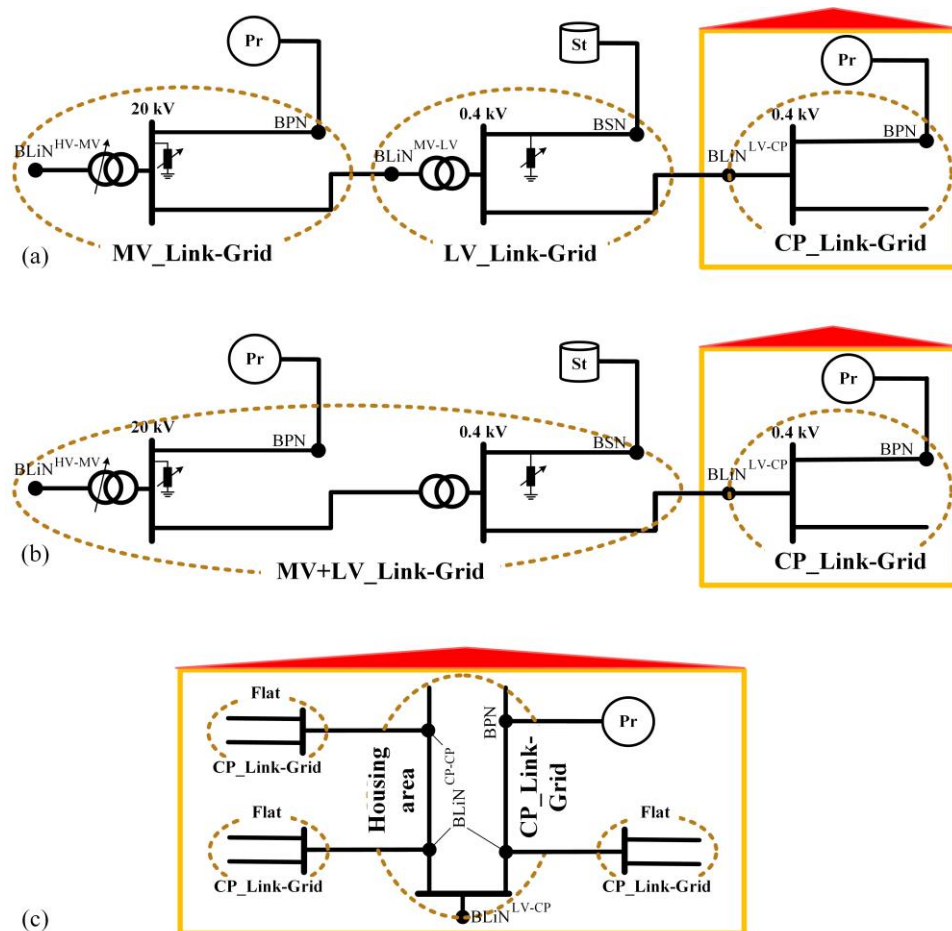 Pr
St
Pr
20 kV
0.4 kV
0.4 kV
BLiN^HV-MV
BPN
BLiN^MV-LV
BSN
BLiN^LV-CP
BPN
(a)
MV_Link-Grid
LV_Link-Grid
CP_Link-Grid
Pr
St
Pr
20 kV
0.4 kV
0.4 kV
BLiN^HV-MV
BPN
BSN
BLiN^LV-CP
BPN
(b)
MV+LV_Link-Grid
CP_Link-Grid
Flat
CP_Link-Grid
BPN
Pr
Housing
area
BLiN^CP-CP
CP_Link-
Grid
Flat
CP_Link-Grid
Flat
CP_Link-Grid
(c)
BLiN^LV-CP